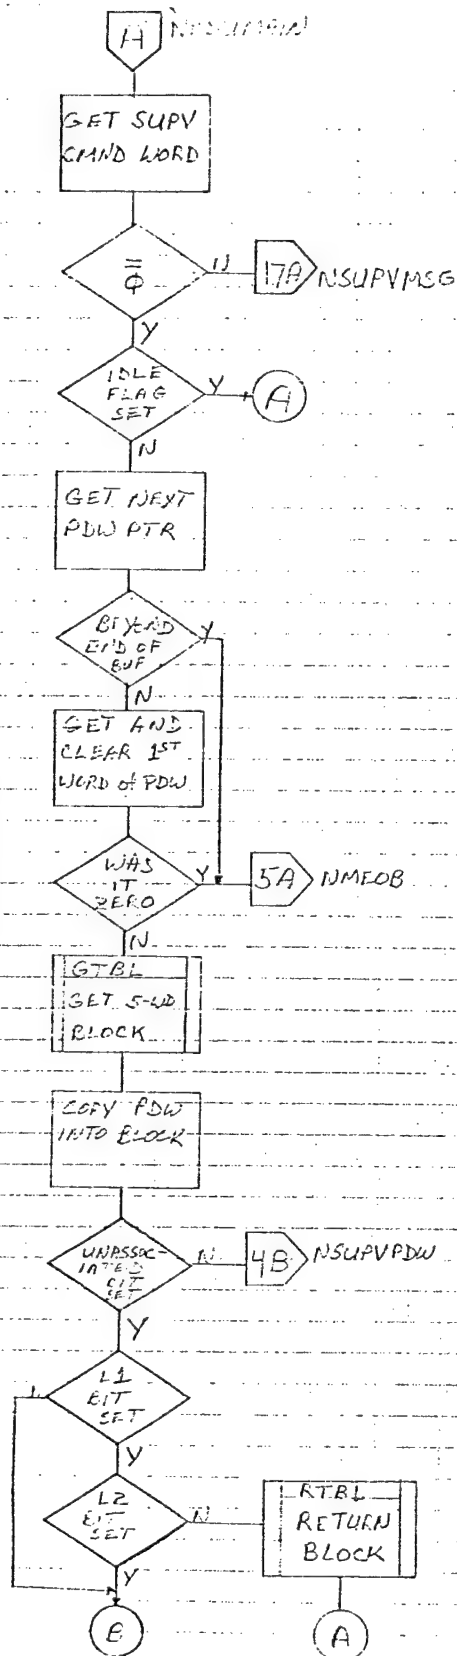 A
GET SUPV
CMND WORD
=
Φ
N
17A
NSUPVMSG
Y
IDLE
FLAG
SET
Y
A
N
GET NEXT
PDW PTR
BEYOND
END OF
BUF
Y
N
GET AND
CLEAR 1ST
WORD of PDW
WAS
IT
ZERO
Y
5A
NMEOB
N
GTBL
GET 5-WD
BLOCK
COPY PDW
INTO BLOCK
UNASSOC-
IATED
BIT
SET
N
4B
NSUPVPDW
Y
L1
BIT
SET
Y
L2
BIT
SET
N
RTBL
RETURN
BLOCK
Y
B
A